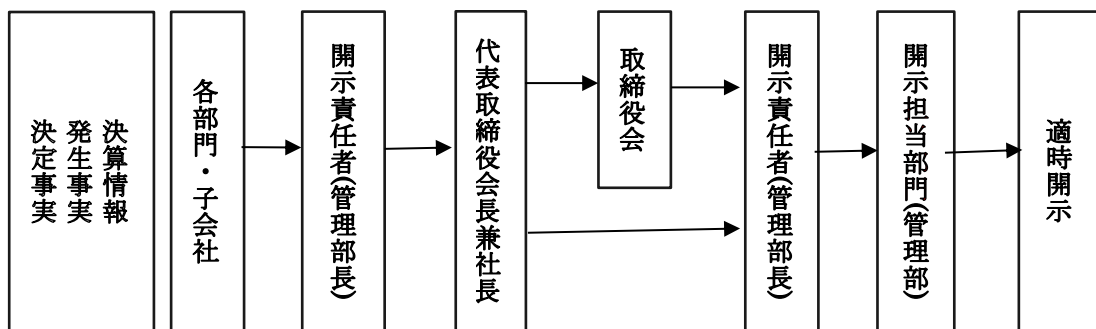 決算情報
発生事実
決定事実
各部門・子会社
開示責任者(管理部長)
代表取締役会長兼社長
取締役会
開示責任者(管理部長)
開示担当部門(管理部)
適時開示